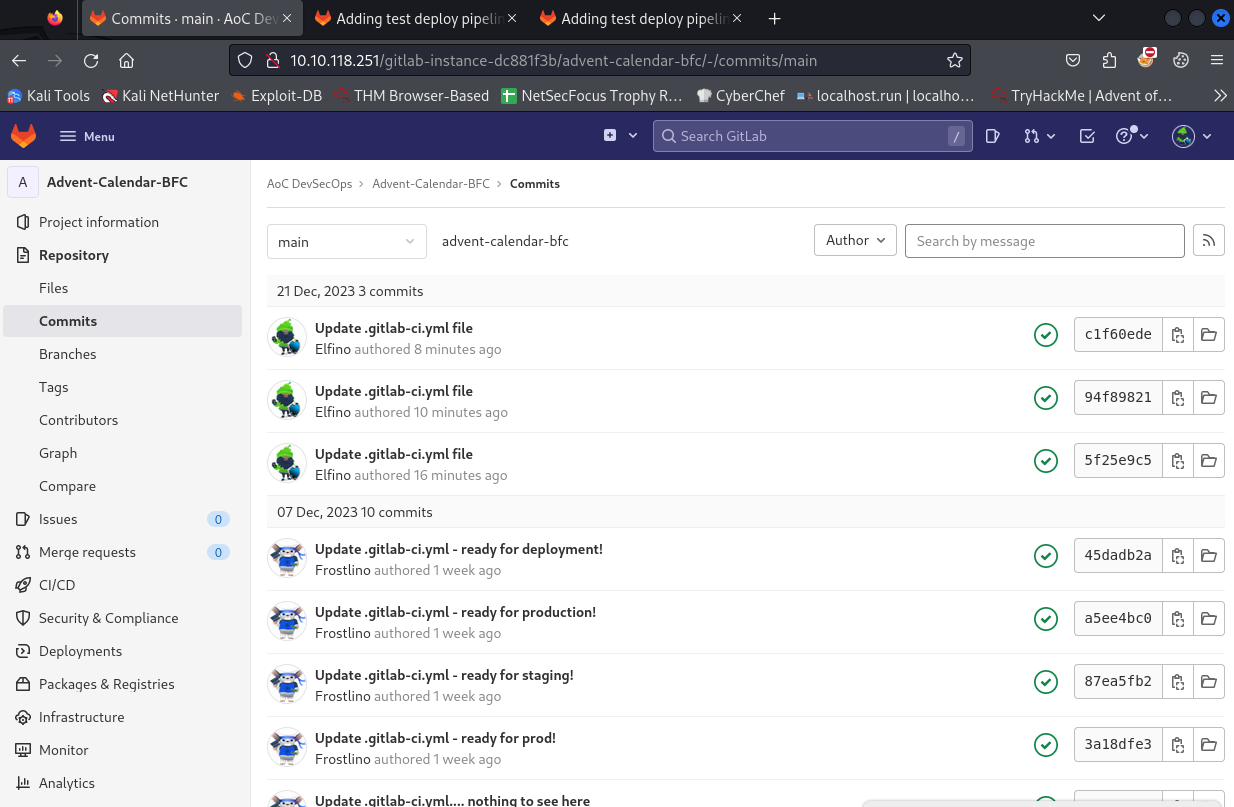 Commits · main · AoC Dev
Adding test deploy pipelin
Adding test deploy pipelin
10.10.118.251/gitlab-instance-dc881f3b/advent-calendar-bfc/-/commits/main
Kali Tools Kali NetHunter Exploit-DB THM Browser-Based NetSecFocus Trophy R… CyberChef localhost.run | localho… TryHackMe | Advent of…
Menu
Search GitLab /
A Advent-Calendar-BFC
Project information
Repository
Files
Commits
Branches
Tags
Contributors
Graph
Compare
Issues 0
Merge requests 0
CI/CD
Security & Compliance
Deployments
Packages & Registries
Infrastructure
Monitor
Analytics
AoC DevSecOps > Advent-Calendar-BFC > Commits
main advent-calendar-bfc Author Search by message
21 Dec, 2023 3 commits
Update .gitlab-ci.yml file
Elfino authored 8 minutes ago
c1f60ede
Update .gitlab-ci.yml file
Elfino authored 10 minutes ago
94f89821
Update .gitlab-ci.yml file
Elfino authored 16 minutes ago
5f25e9c5
07 Dec, 2023 10 commits
Update .gitlab-ci.yml - ready for deployment!
Frostlino authored 1 week ago
45dadb2a
Update .gitlab-ci.yml - ready for production!
Frostlino authored 1 week ago
a5ee4bc0
Update .gitlab-ci.yml - ready for staging!
Frostlino authored 1 week ago
87ea5fb2
Update .gitlab-ci.yml - ready for prod!
Frostlino authored 1 week ago
3a18dfe3
Update .gitlab-ci.yml.... nothing to see here